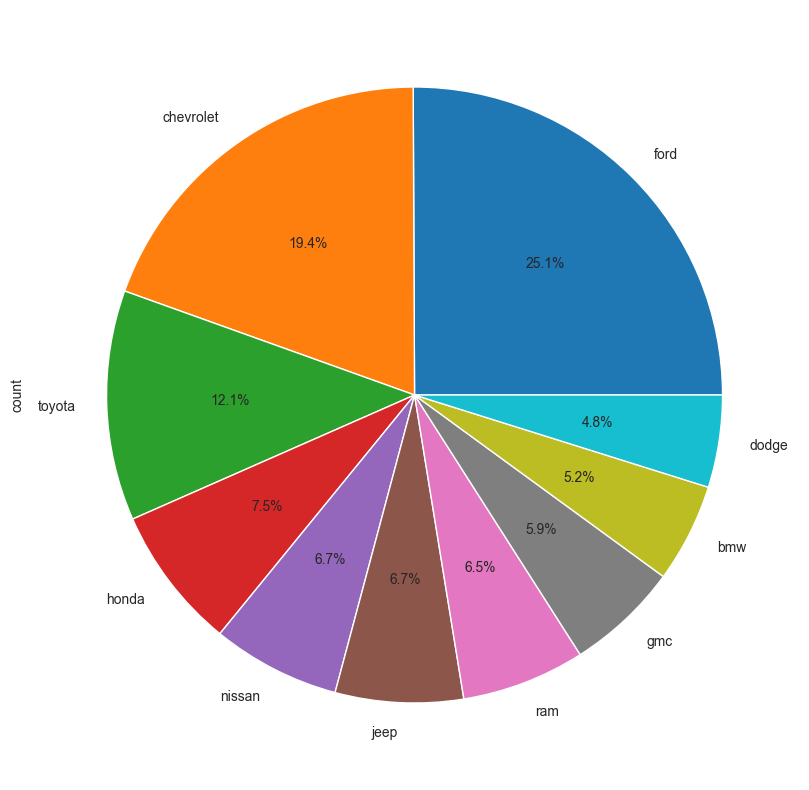 chevrolet
ford
19.4%
25.1%
count
toyota
12.1%
4.8%
dodge
7.5%
5.2%
6.7%
6.7%
6.5%
5.9%
bmw
honda
gmc
nissan
jeep
ram